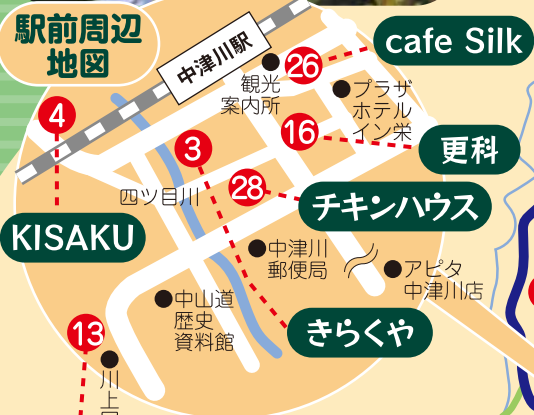 駅前周辺
地図
中津川駅
cafe Silk
26
観光
案内所
プラザ
ホテル
イン栄
4
3
16
更科
四ツ目川
28
チキンハウス
KISAKU
中津川
郵便局
アピタ
中津川店
中山道
歴史
資料館
きらくや
13
川
上